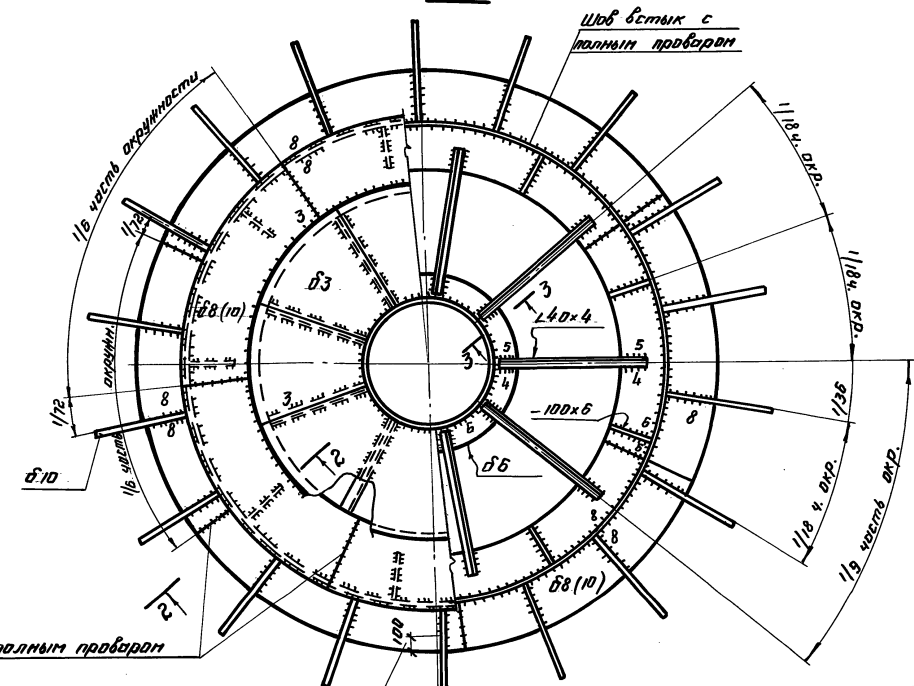 Шов встык с
полным проваром
1/6 часть окружности
1/18 ч. окр.
1/18 ч. окр.
1/72
окружн.
1/6 часть
1/72
δ10
δ8(10)
δ3
8
8
3
3
8
8
3
3
∟40×4
5
4
5
4
–100×6
6
6
δ6
6
8
8
8
δ8(10)
1/36
1/18 ч. окр.
1/9 часть окр.
2
2
100
полным проваром